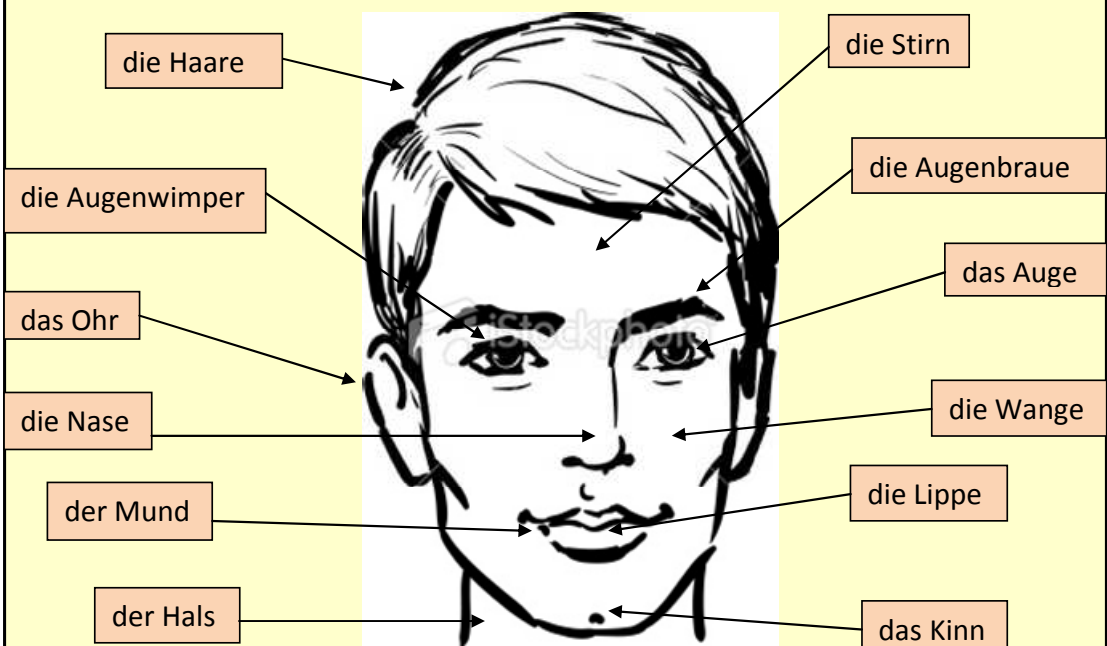 die Haare
die Stirn
die Augenbraue
die Augenwimper
das Auge
das Ohr
iStockphoto
die Nase
die Wange
der Mund
die Lippe
der Hals
das Kinn